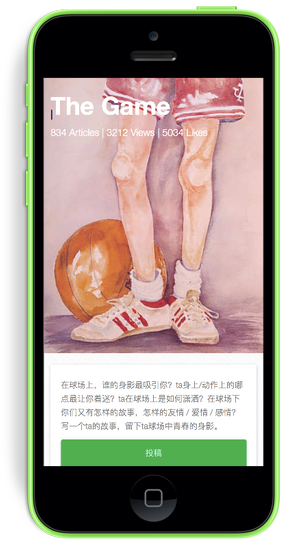 The Game
834 Articles | 3212 Views | 5034 Likes
在球场上，谁的身影最吸引你？ta身上/动作上的哪
点最让你着迷？ta在球场上是如何潇洒？在球场下
你们又有怎样的故事，怎样的友情 / 爱情 / 感情？
写一个ta的故事，留下ta球场中青春的身影。
投稿